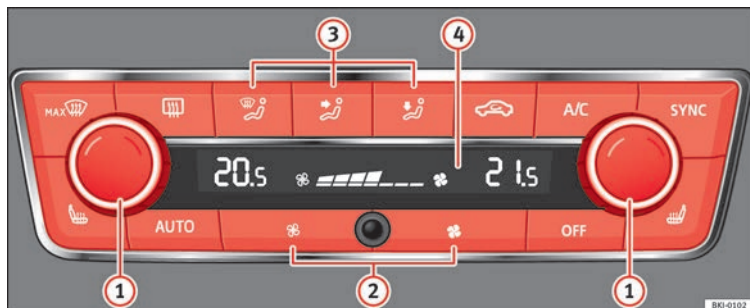 3 4
MAX A/C SYNC
20.5 21.5
AUTO OFF
1 2 1
BKI-0102